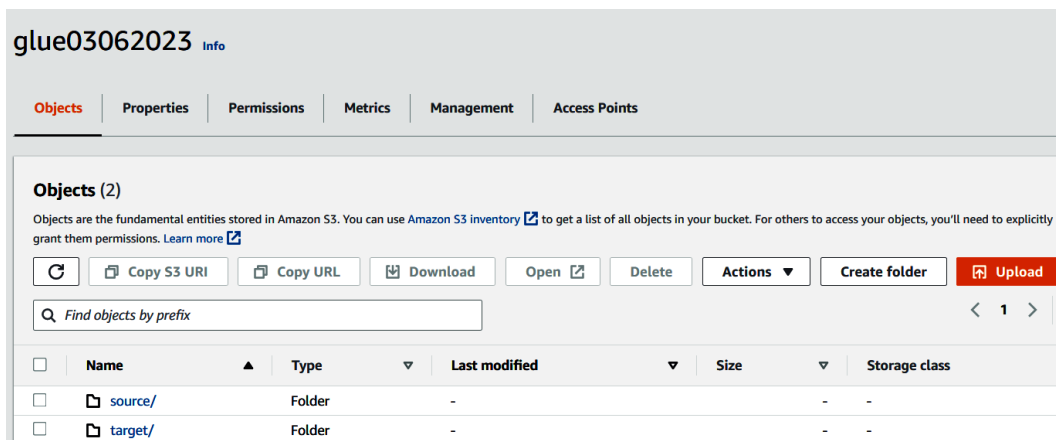 glue03062023 Info
Objects Properties Permissions Metrics Management Access Points
Objects (2)
Objects are the fundamental entities stored in Amazon S3. You can use Amazon S3 inventory to get a list of all objects in your bucket. For others to access your objects, you'll need to explicitly
grant them permissions. Learn more
Copy S3 URI Copy URL Download Open Delete Actions Create folder Upload
Find objects by prefix 1
Name Type Last modified Size Storage class
source/ Folder - - -
target/ Folder - - -